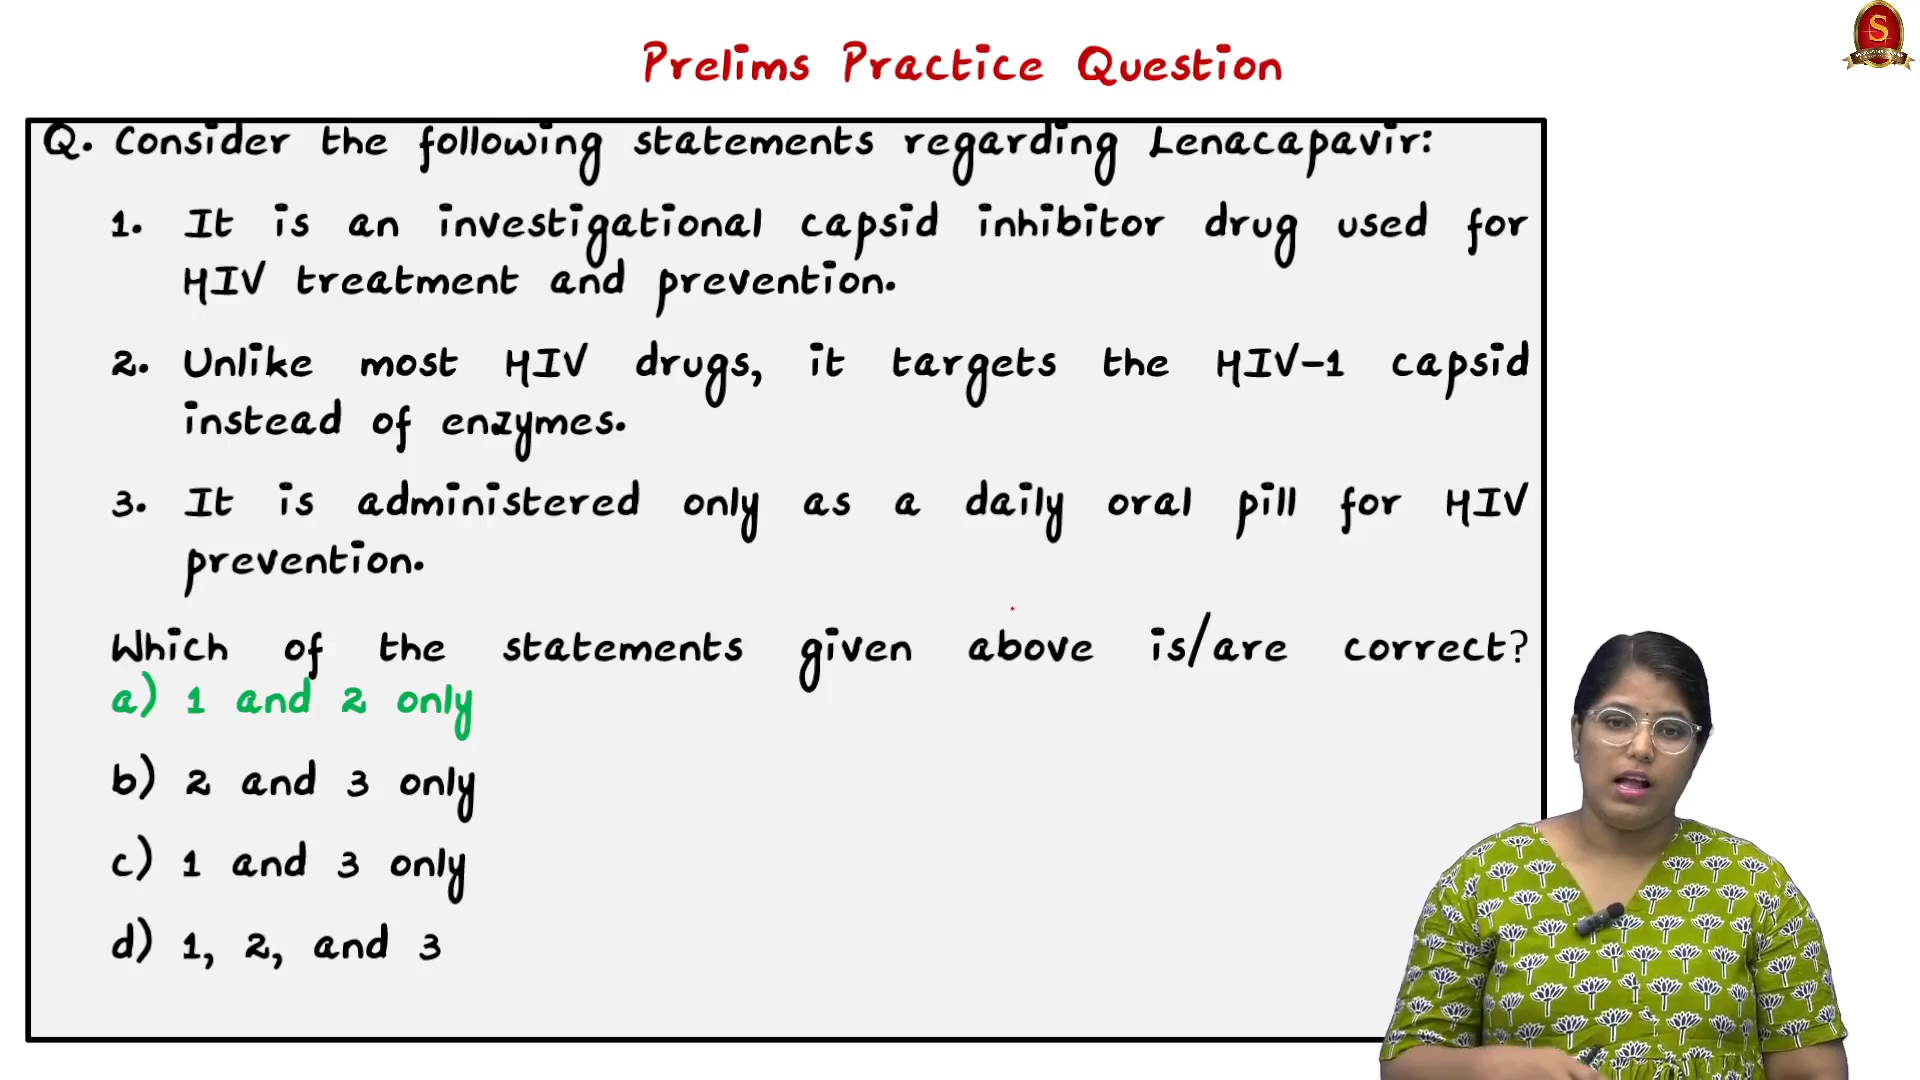 Prelims Practice Question
Q. Consider the following statements regarding Lenacapavir:
1. It is an investigational capsid inhibitor drug used for
HIV treatment and prevention.
2. Unlike most HIV drugs, it targets the HIV-1 capsid
instead of enzymes.
3. It is administered only as a daily oral pill for HIV
prevention.
Which of the statements given above is/are correct?
a) 1 and 2 only
b) 2 and 3 only
c) 1 and 3 only
d) 1, 2, and 3
S